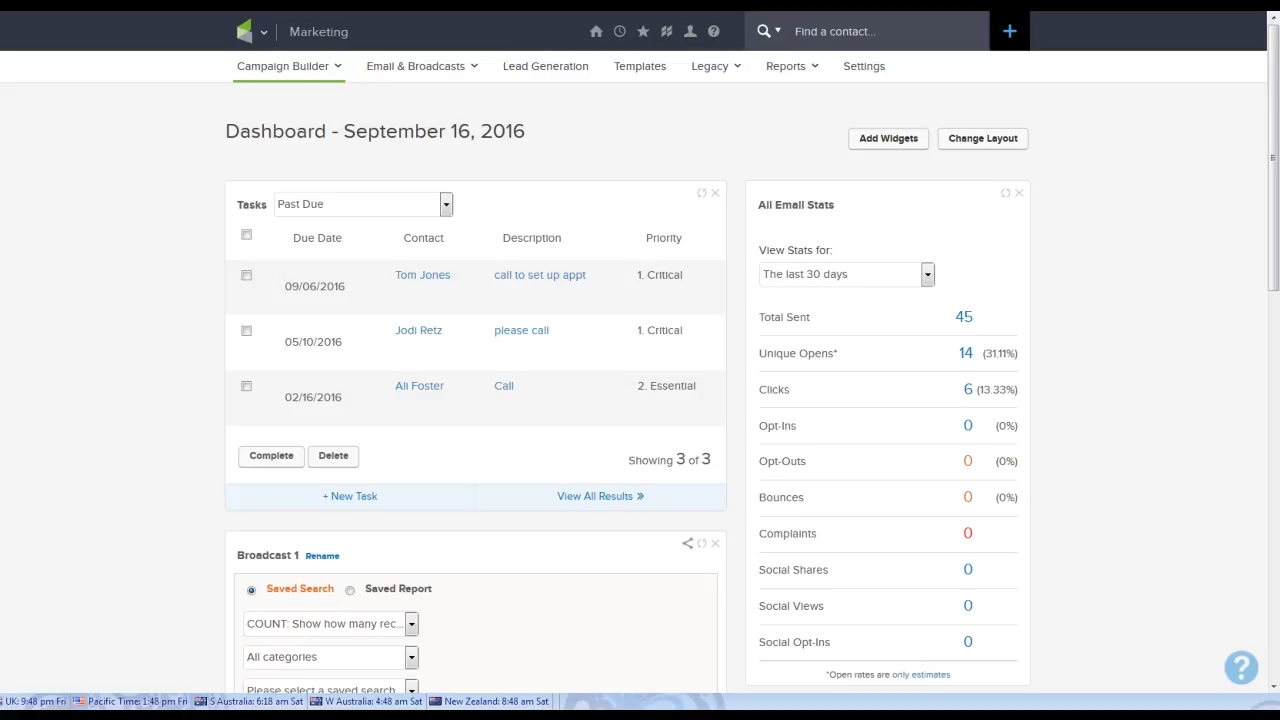 Marketing
Find a contact...
Campaign Builder Email & Broadcasts Lead Generation Templates Legacy Reports Settings
Dashboard - September 16, 2016
Add Widgets Change Layout
Tasks Past Due
Due Date Contact Description Priority
Tom Jones call to set up appt 1. Critical
09/06/2016
Jodi Retz please call 1. Critical
05/10/2016
Ali Foster Call 2. Essential
02/16/2016
Complete Delete Showing 3 of 3
+ New Task View All Results »
Broadcast 1 Rename
Saved Search Saved Report
COUNT: Show how many rec...
All categories
Please select a saved search
All Email Stats
View Stats for:
The last 30 days
Total Sent 45
Unique Opens* 14 (31.11%)
Clicks 6 (13.33%)
Opt-Ins 0 (0%)
Opt-Outs 0 (0%)
Bounces 0 (0%)
Complaints 0
Social Shares 0
Social Views 0
Social Opt-Ins 0
*Open rates are only estimates
?
UK: 9:48 pm Fri Pacific Time: 1:48 pm Fri S Australia: 6:18 am Sat W Australia: 4:48 am Sat New Zealand: 8:48 am Sat